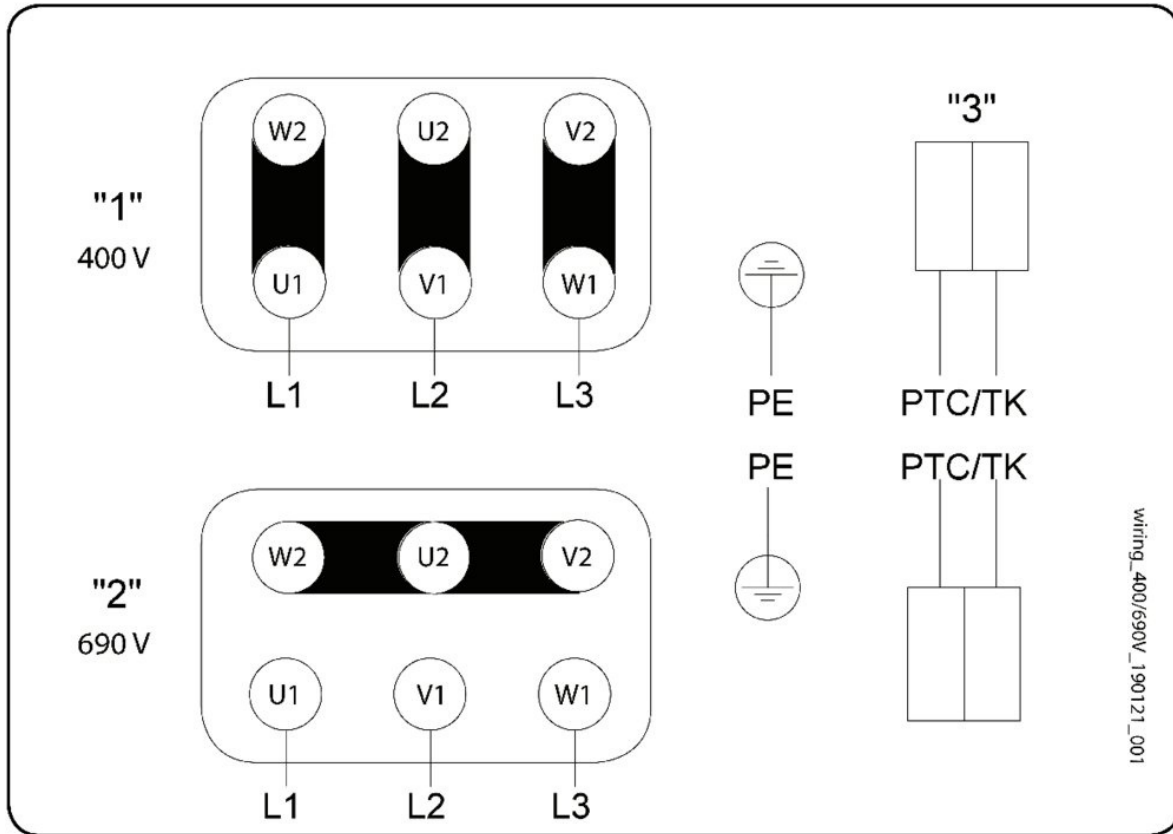 W2 U2 V2
"1"
400 V
U1 V1 W1
L1 L2 L3
"3"
PE
PTC/TK
PE
PTC/TK
W2 U2 V2
"2"
690 V
U1 V1 W1
L1 L2 L3
wiring_400/690V_190121_001